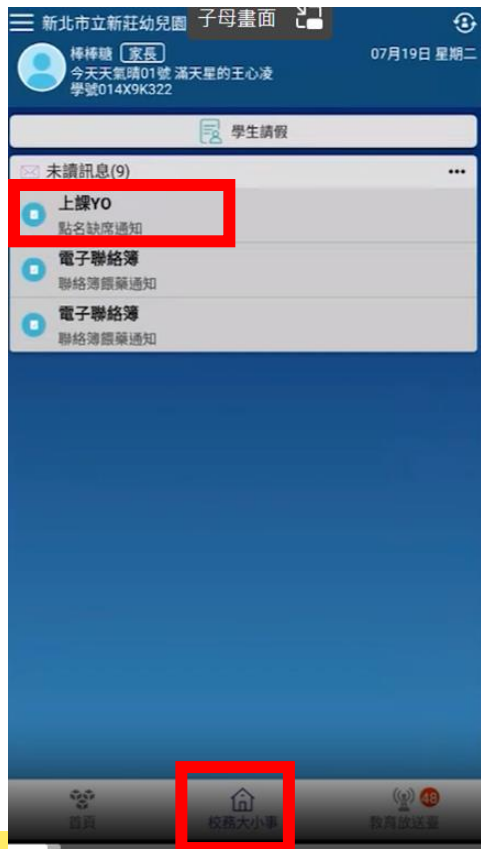 新北市立新莊幼兒園
子母畫面
棒棒糖 家長
07月19日 星期二
今天天氣晴01號 滿天星的王心凌
學號014X9K322
學生請假
未讀訊息(9)
上課YO
點名缺席通知
電子聯絡簿
聯絡簿餵藥通知
電子聯絡簿
聯絡簿餵藥通知
首頁
校務大小事
教育放送臺
48